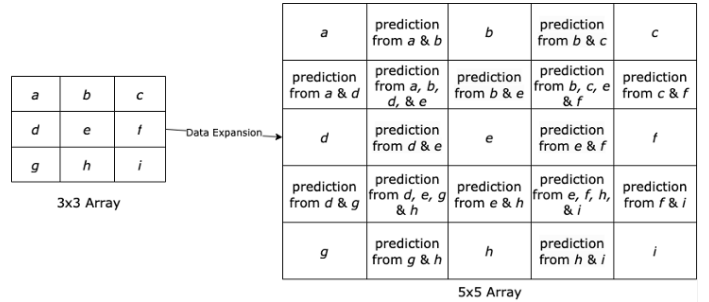 a b c
d e f
g h i
3x3 Array
Data Expansion
a
prediction
from a & b
b
prediction
from b & c
c
prediction
from a & d
prediction
from a, b,
d, & e
prediction
from b & e
prediction
from b, c, e
& f
prediction
from c & f
d
prediction
from d & e
e
prediction
from e & f
f
prediction
from d & g
prediction
from d, e, g
& h
prediction
from e & h
prediction
from e, f, h,
& i
prediction
from f & i
g
prediction
from g & h
h
prediction
from h & i
i
5x5 Array